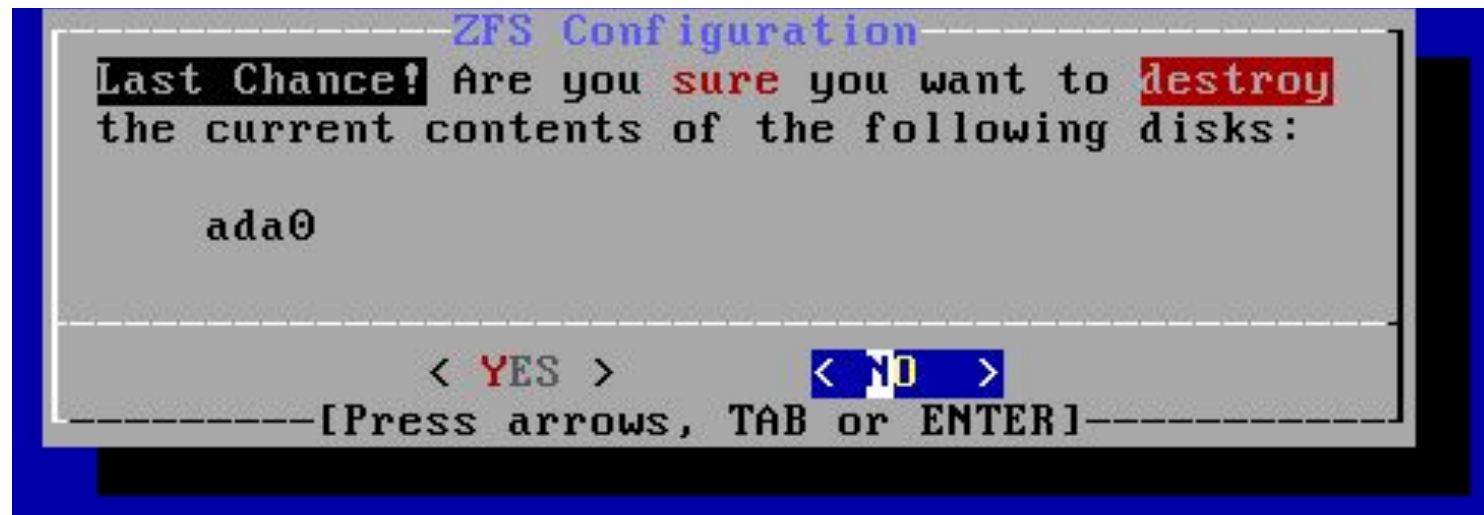 ZFS Configuration
Last Chance! Are you sure you want to destroy
the current contents of the following disks:
ada0
< YES > < NO >
[Press arrows, TAB or ENTER]